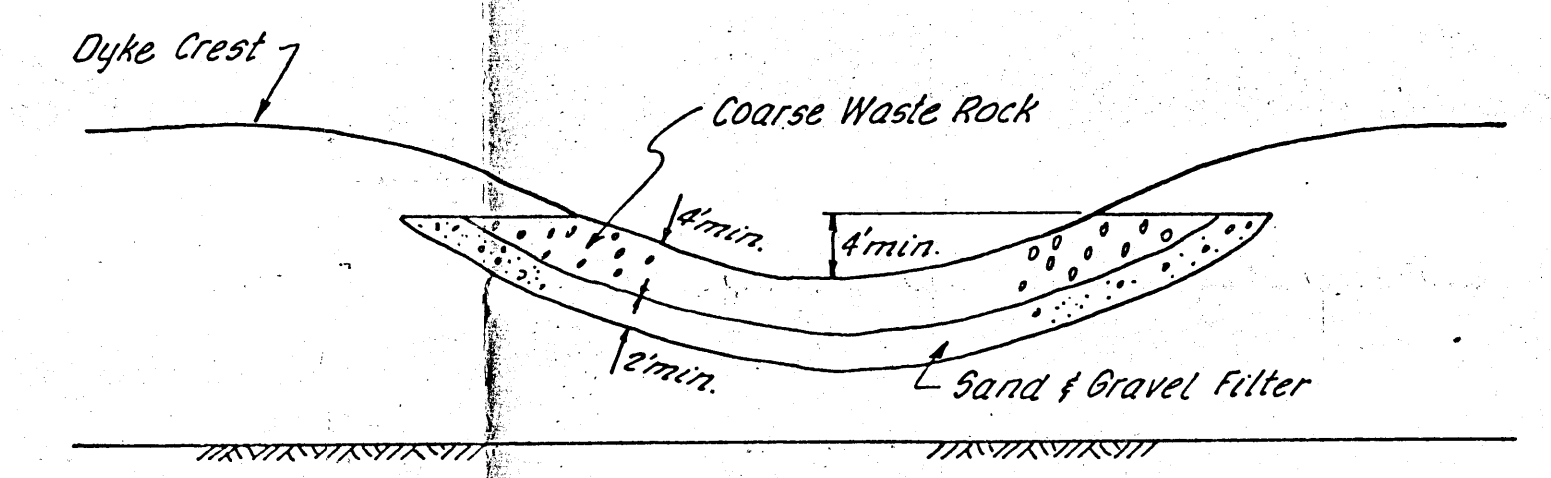 Dyke Crest
Coarse Waste Rock
4'min.
4'min.
2'min.
Sand & Gravel Filter